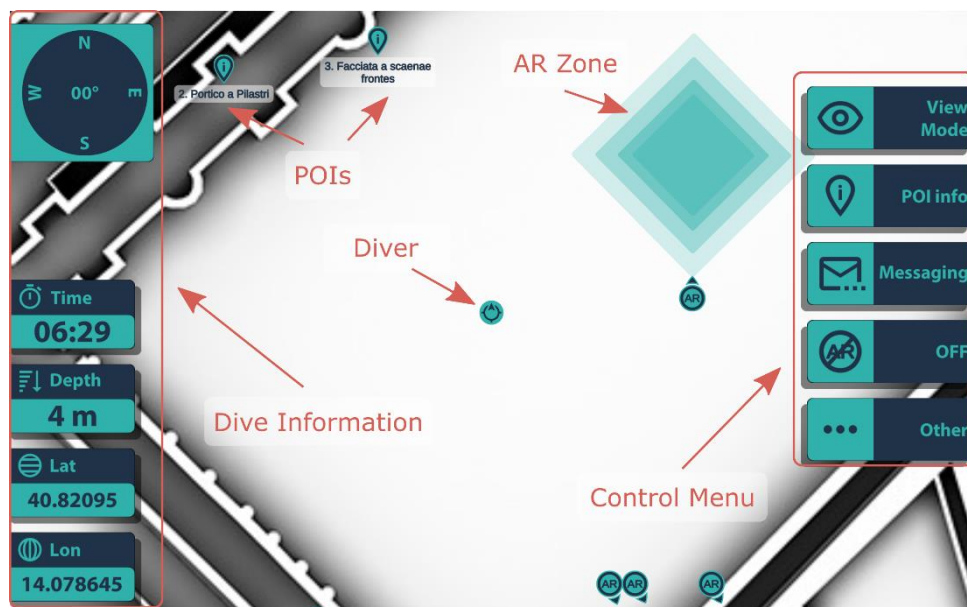 N
W
00°
E
S
2. Portico a Pilastri
3. Facciata a scaenae
frontes
POIs
AR Zone
View
Mode
POI info
Messaging
AR
OFF
Other
Diver
AR
Time
06:29
Depth
4 m
Lat
40.82095
Lon
14.078645
Dive Information
Control Menu
AR
AR
AR